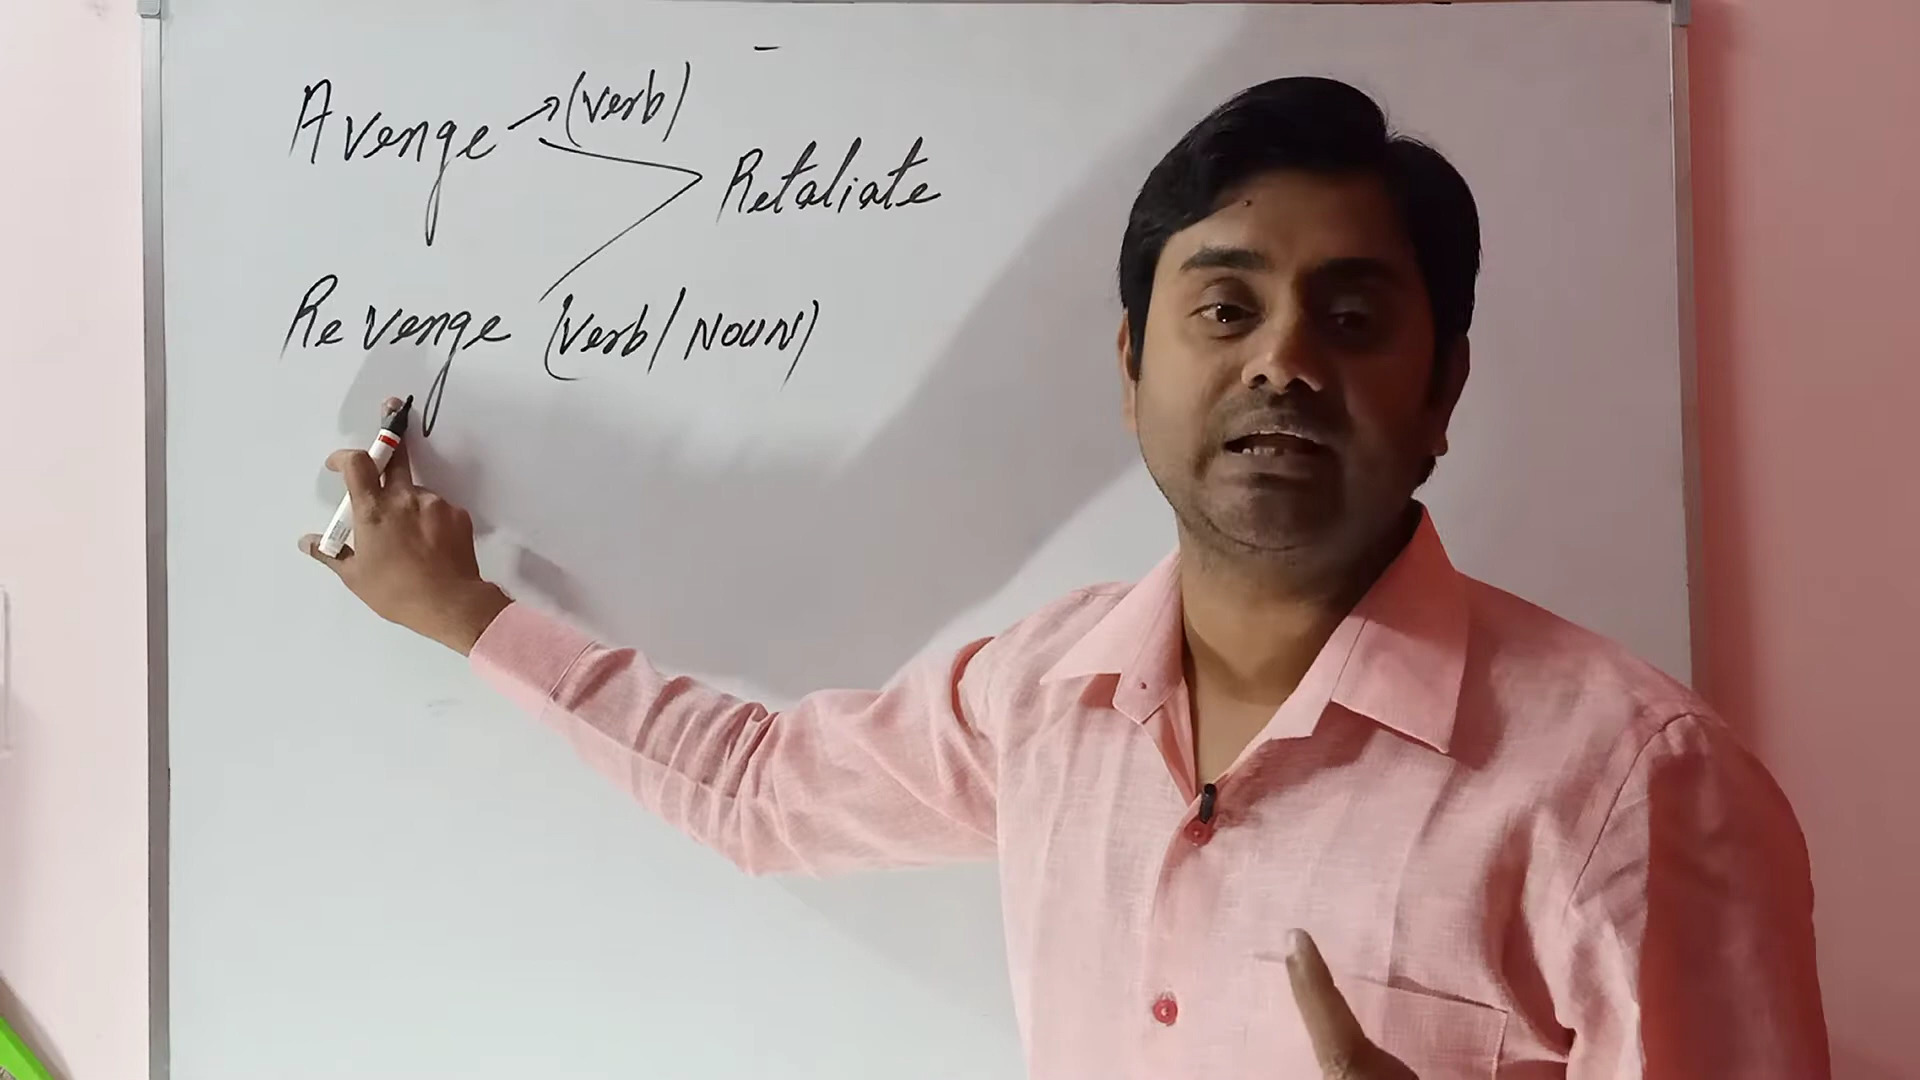 Avenge → (verb)
Retaliate
Revenge (verb/NOUN)